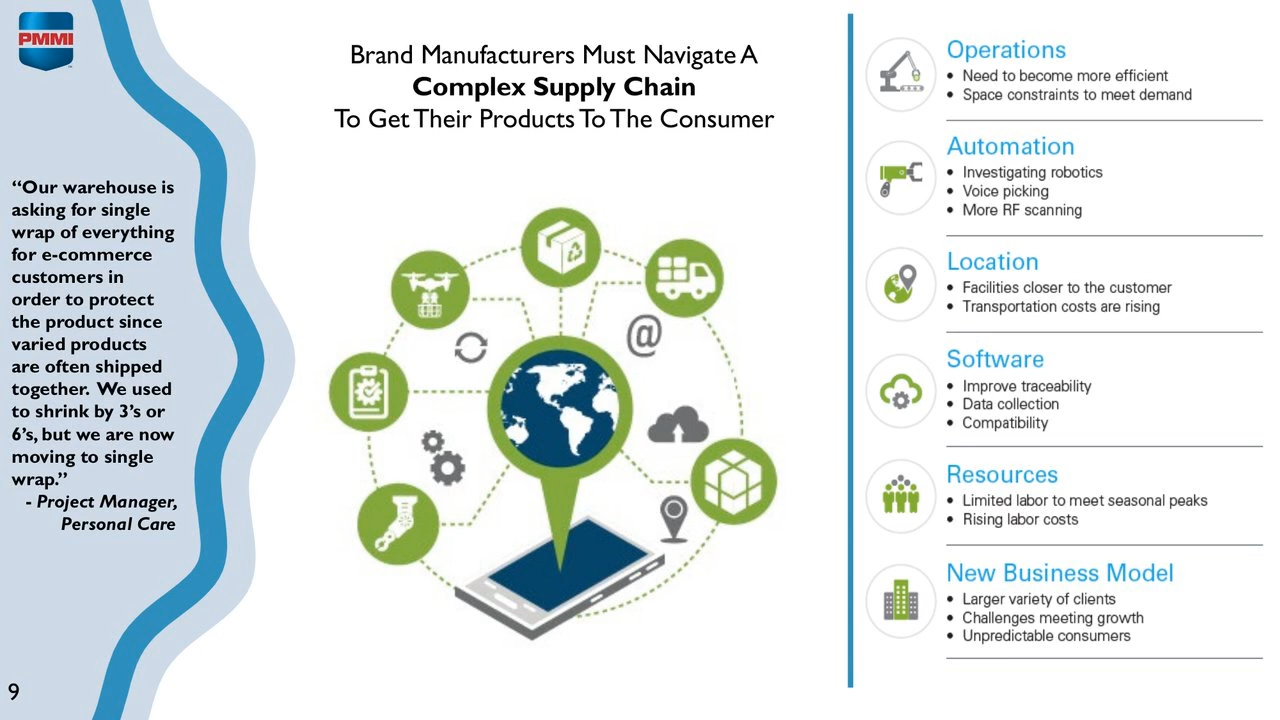 PMMI
Brand Manufacturers Must Navigate A
Complex Supply Chain
To Get Their Products To The Consumer
“Our warehouse is
asking for single
wrap of everything
for e-commerce
customers in
order to protect
the product since
varied products
are often shipped
together. We used
to shrink by 3’s or
6’s, but we are now
moving to single
wrap.”
- Project Manager,
Personal Care
@
Operations
• Need to become more efficient
• Space constraints to meet demand
Automation
• Investigating robotics
• Voice picking
• More RF scanning
Location
• Facilities closer to the customer
• Transportation costs are rising
Software
• Improve traceability
• Data collection
• Compatibility
Resources
• Limited labor to meet seasonal peaks
• Rising labor costs
New Business Model
• Larger variety of clients
• Challenges meeting growth
• Unpredictable consumers
9